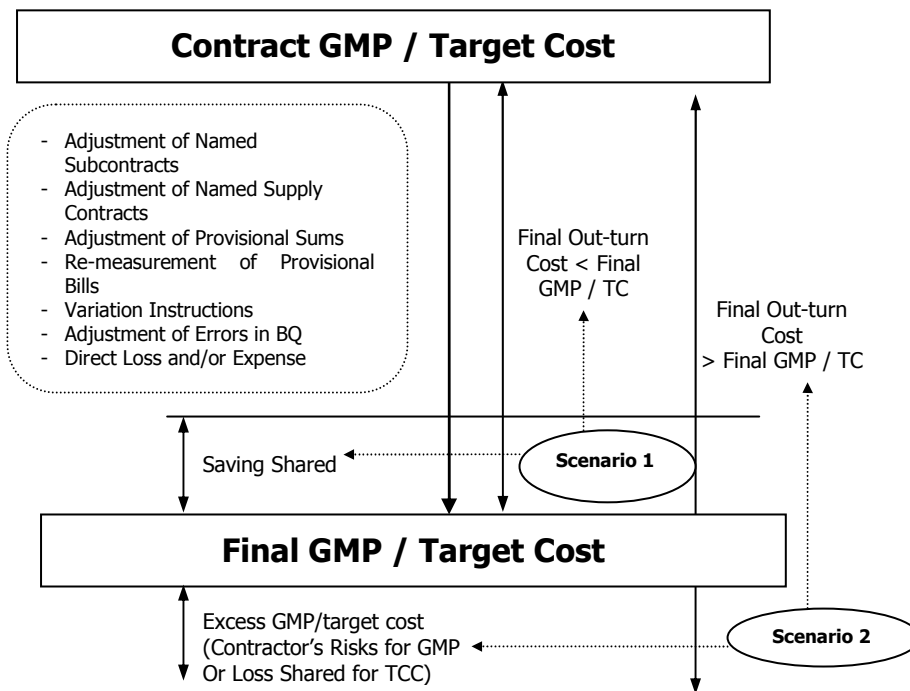 Contract GMP / Target Cost
- Adjustment of Named
Subcontracts
- Adjustment of Named Supply
Contracts
- Adjustment of Provisional Sums
- Re-measurement of Provisional
Bills
- Variation Instructions
- Adjustment of Errors in BQ
- Direct Loss and/or Expense
Final Out-turn
Cost < Final
GMP / TC
Final Out-turn
Cost
> Final GMP / TC
Saving Shared
Scenario 1
Final GMP / Target Cost
Excess GMP/target cost
(Contractor's Risks for GMP
Or Loss Shared for TCC)
Scenario 2